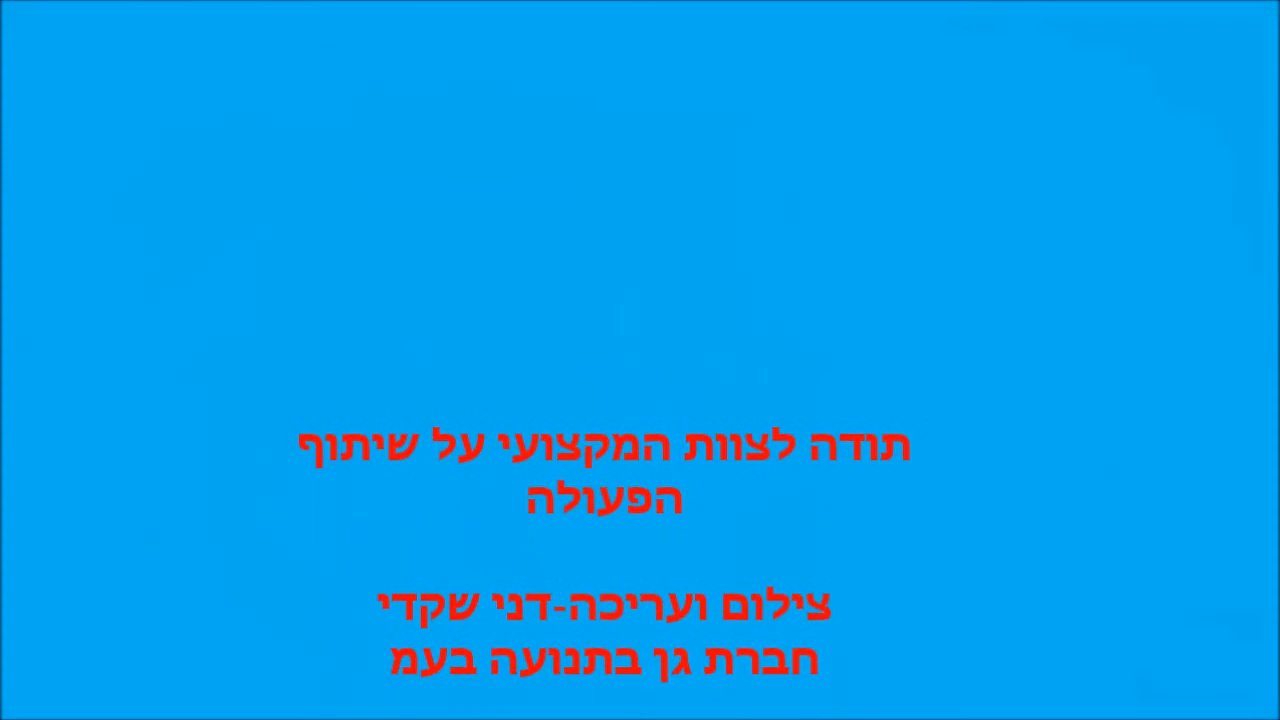 תודה לצוות המקצועי על שיתוף
הפעולה
צילום ועריכה-דני שקדי
חברת גן בתנועה בעמ